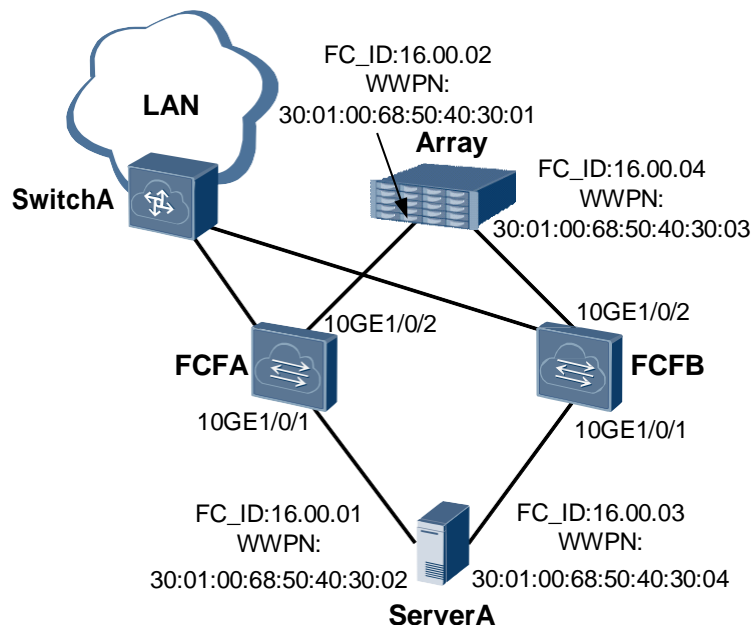 FC_ID:16.00.02
WWPN:
30:01:00:68:50:40:30:01
LAN
Array
SwitchA
FC_ID:16.00.04
WWPN:
30:01:00:68:50:40:30:03
10GE1/0/2
10GE1/0/2
FCFA
FCFB
10GE1/0/1
10GE1/0/1
FC_ID:16.00.01
WWPN:
30:01:00:68:50:40:30:02
FC_ID:16.00.03
WWPN:
30:01:00:68:50:40:30:04
ServerA